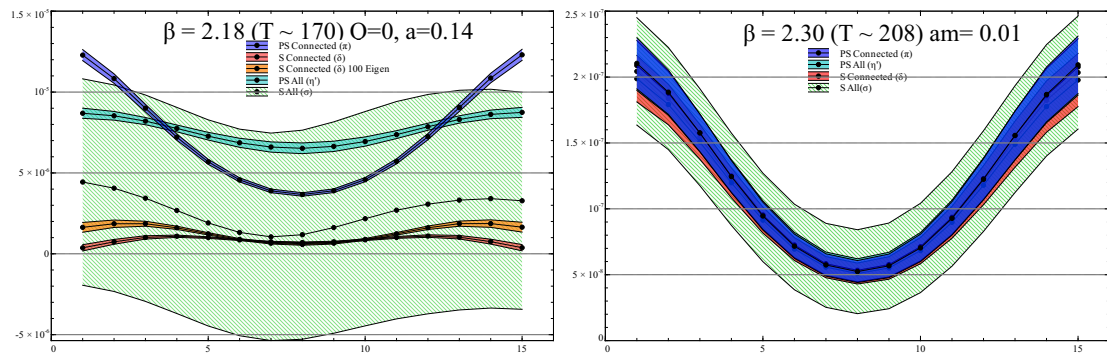 β = 2.18 (T ~ 170) O=0, a=0.14
PS Connected (π)
S Connected (δ)
S Connected (δ) 100 Eigen
PS All (η')
S All (σ)
1.5 × 10⁻⁵
10⁻⁵
5 × 10⁻⁶
0
-5 × 10⁻⁶
0 5 10 15
β = 2.30 (T ~ 208) am= 0.01
PS Connected (π)
PS All (η')
S Connected (δ)
S All(σ)
2.5 × 10⁻⁷
2. × 10⁻⁷
1.5 × 10⁻⁷
1. × 10⁻⁷
5. × 10⁻⁸
0
0 5 10 15